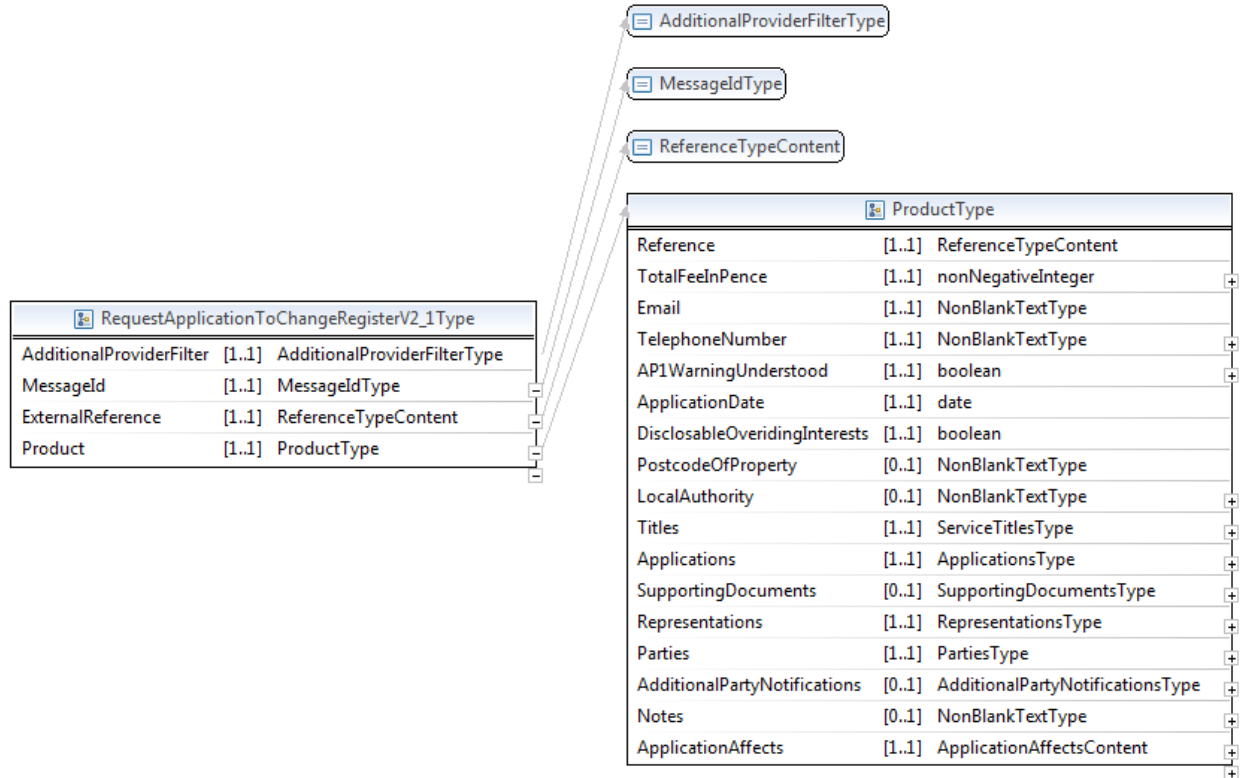 AdditionalProviderFilterType
MessageIdType
ReferenceTypeContent
ProductType
Reference [1..1] ReferenceTypeContent
TotalFeeInPence [1..1] nonNegativeInteger
Email [1..1] NonBlankTextType
TelephoneNumber [1..1] NonBlankTextType
AP1WarningUnderstood [1..1] boolean
ApplicationDate [1..1] date
DisclosableOveridingInterests [1..1] boolean
PostcodeOfProperty [0..1] NonBlankTextType
LocalAuthority [0..1] NonBlankTextType
Titles [1..1] ServiceTitlesType
Applications [1..1] ApplicationsType
SupportingDocuments [0..1] SupportingDocumentsType
Representations [1..1] RepresentationsType
Parties [1..1] PartiesType
AdditionalPartyNotifications [0..1] AdditionalPartyNotificationsType
Notes [0..1] NonBlankTextType
ApplicationAffects [1..1] ApplicationAffectsContent
RequestApplicationToChangeRegisterV2_1Type
AdditionalProviderFilter [1..1] AdditionalProviderFilterType
MessageId [1..1] MessageIdType
ExternalReference [1..1] ReferenceTypeContent
Product [1..1] ProductType